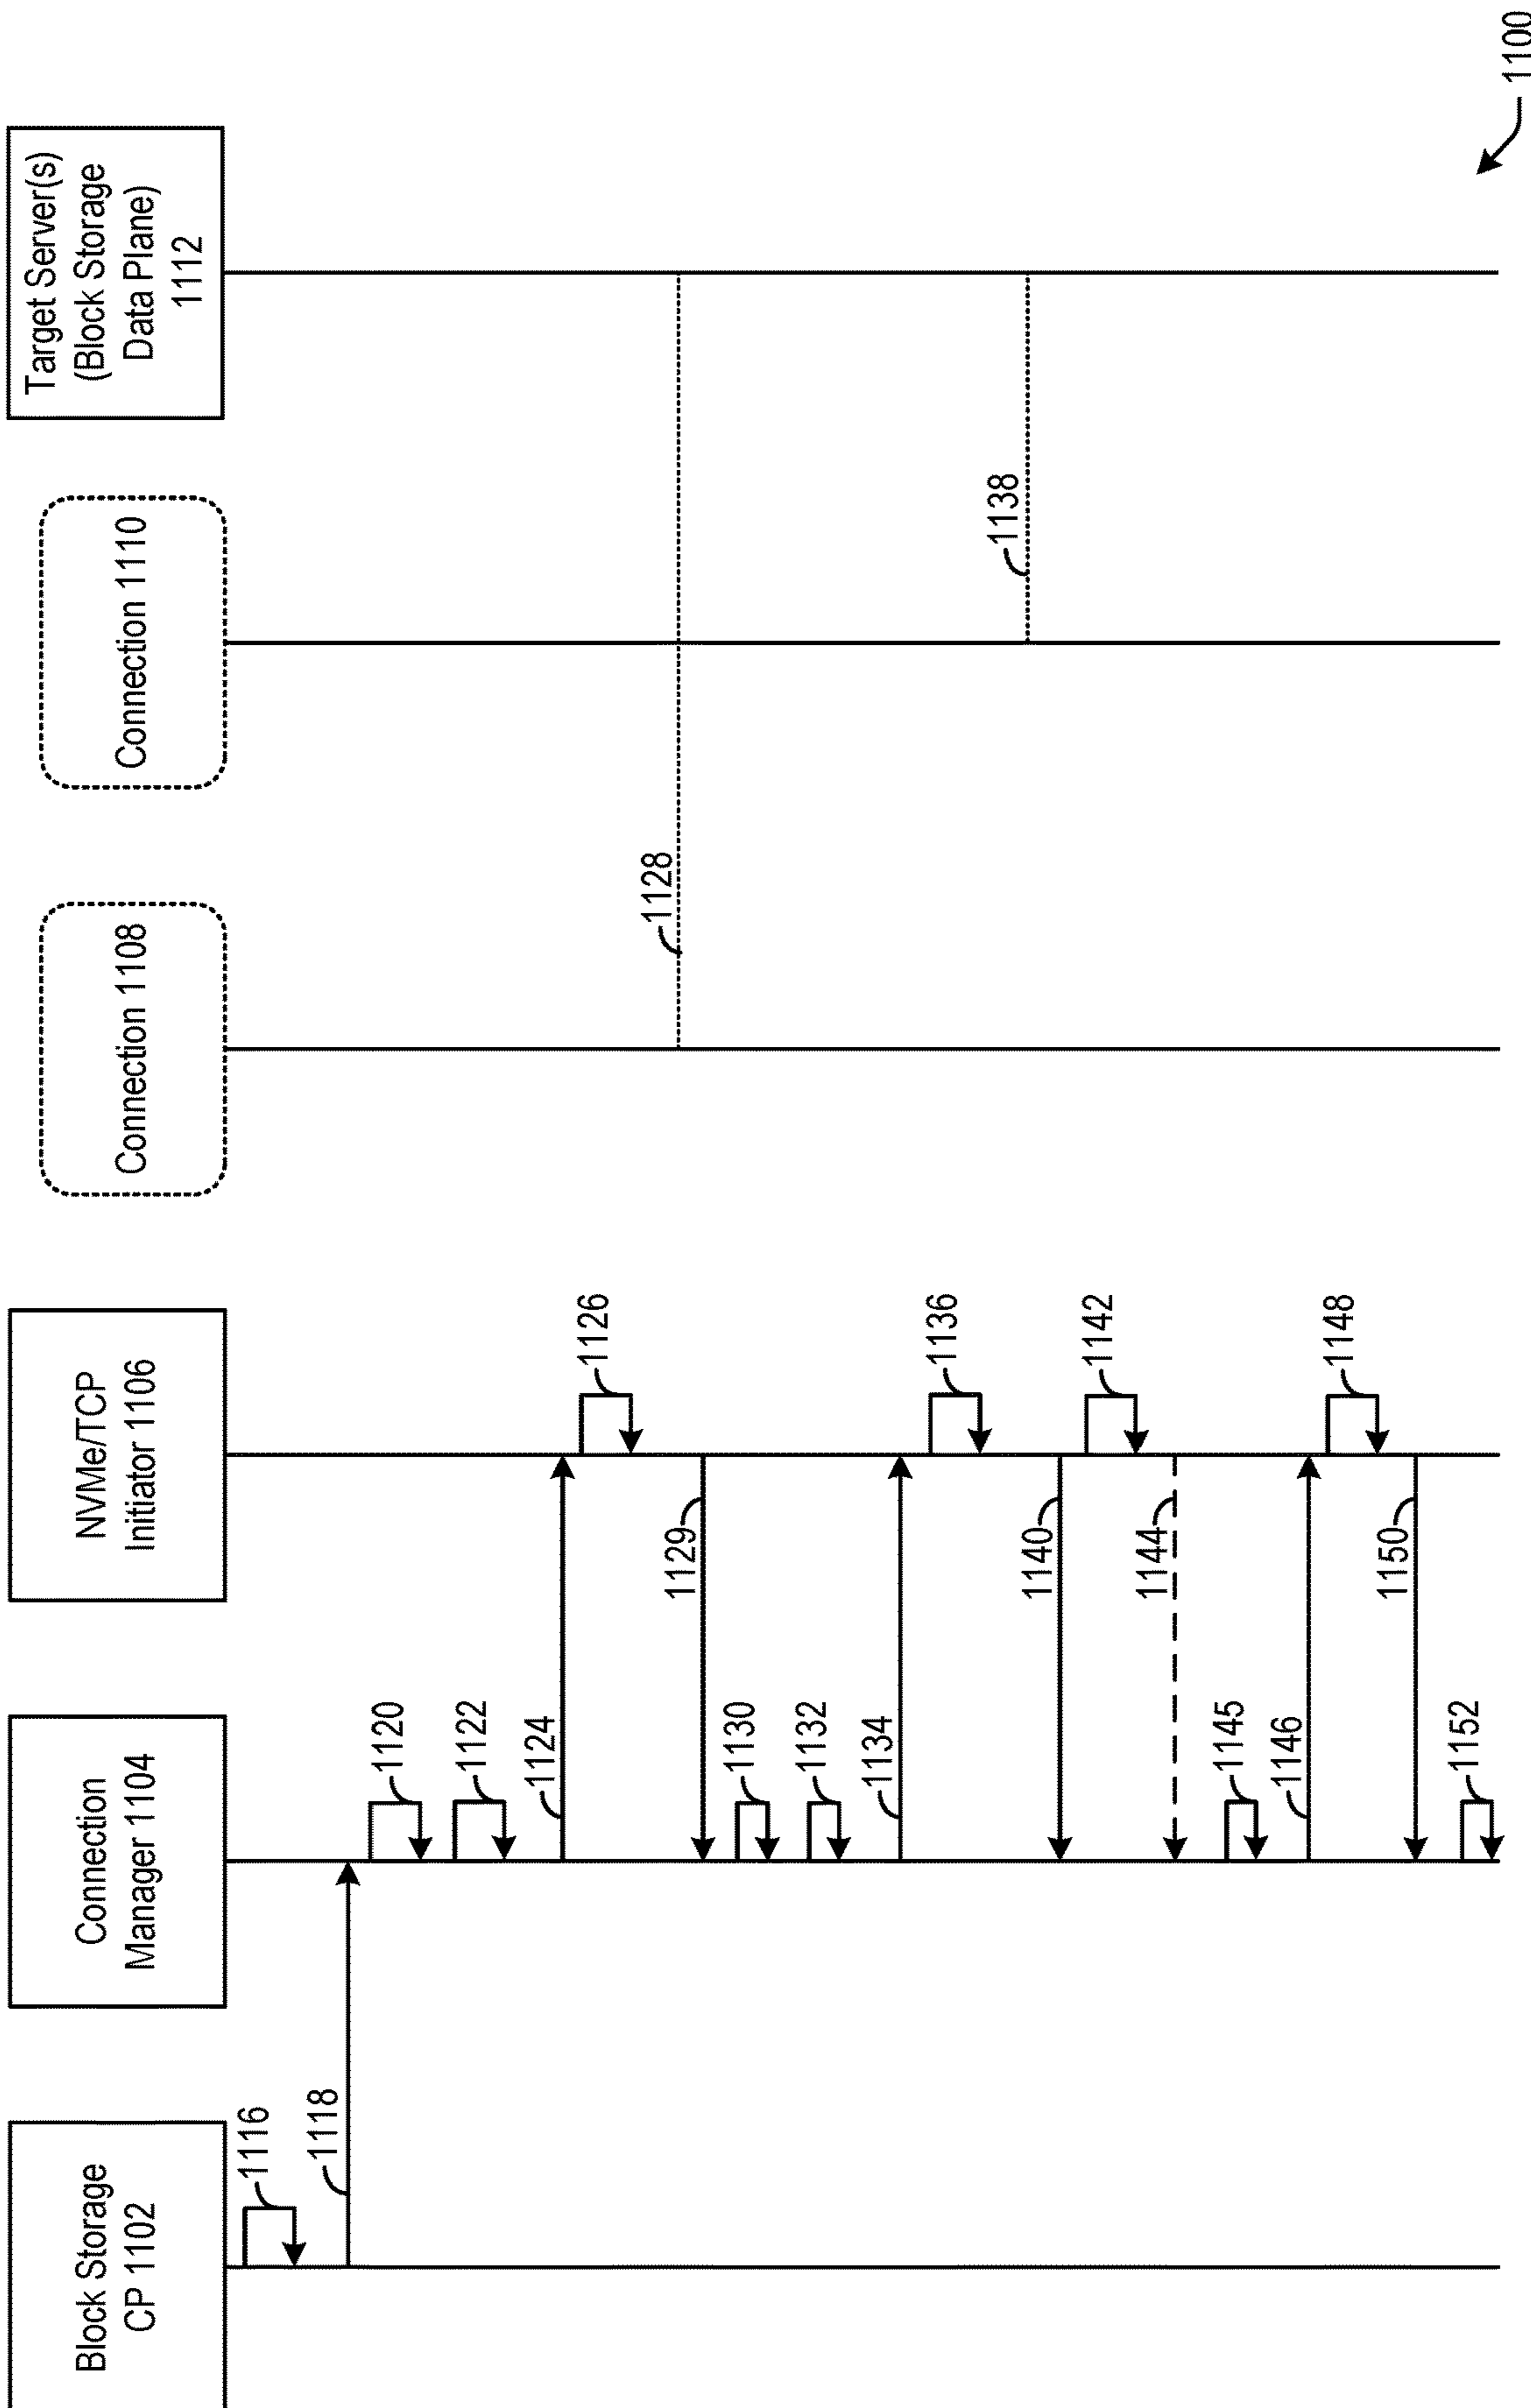 Block Storage
CP 1102
Connection
Manager 1104
NVMe/TCP
Initiator 1106
Connection 1108
Connection 1110
Target Server(s)
(Block Storage
Data Plane)
1112
1116
1118
1120
1122
1124
1126
1128
1129
1130
1132
1134
1136
1138
1140
1142
1144
1145
1146
1148
1150
1152
1100